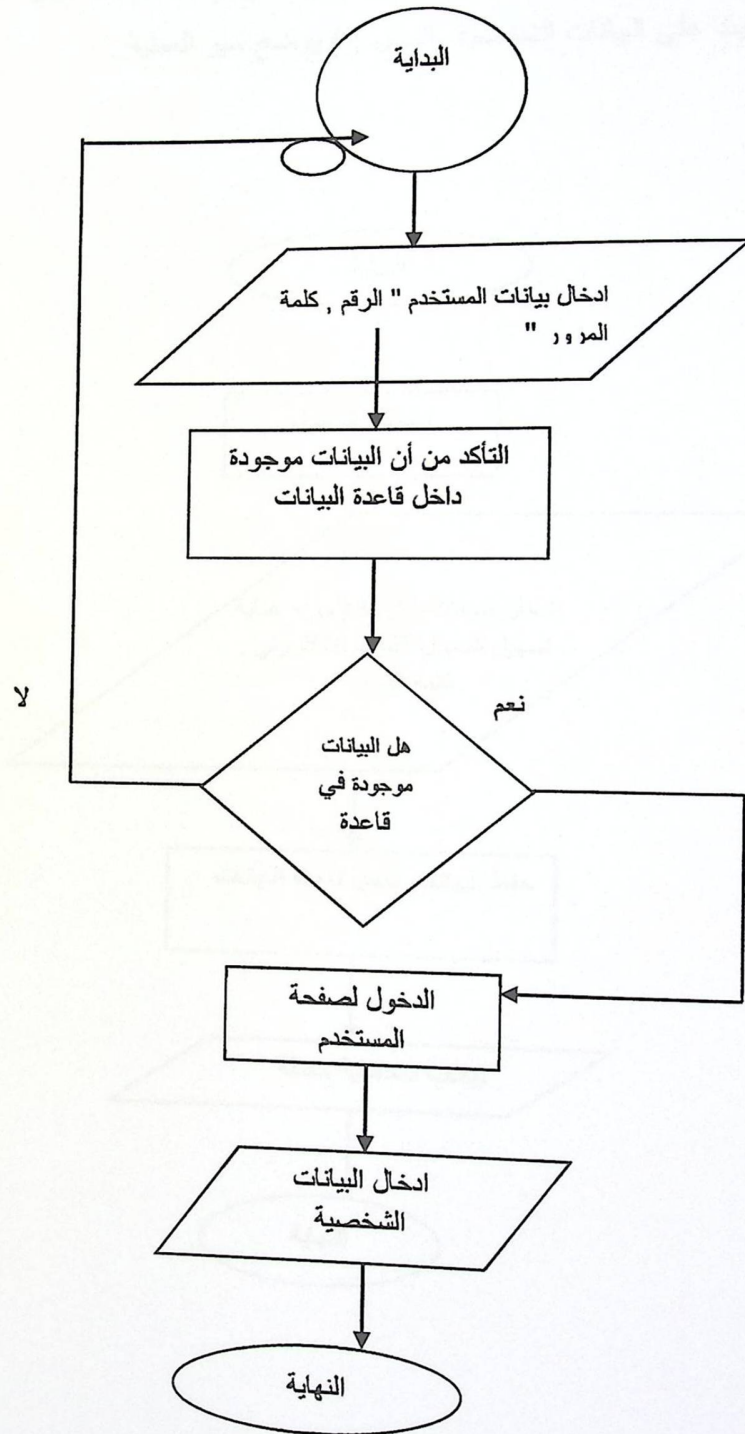 البداية
ادخال بيانات المستخدم " الرقم , كلمة
المرور "
التأكد من أن البيانات موجودة
داخل قاعدة البيانات
لا
نعم
هل البيانات
موجودة في
قاعدة
الدخول لصفحة
المستخدم
ادخال البيانات
الشخصية
النهاية